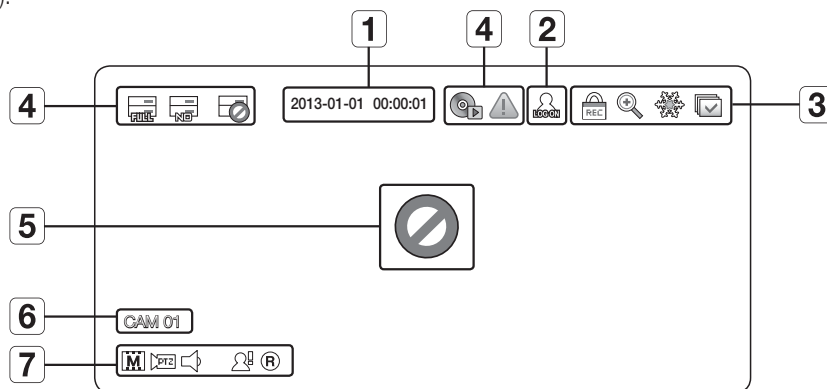 ).
1 4 2
4 FULL NO 2013-01-01 00:00:01 LOG ON REC 3
5
6 CAM 01
7 M PTZ R